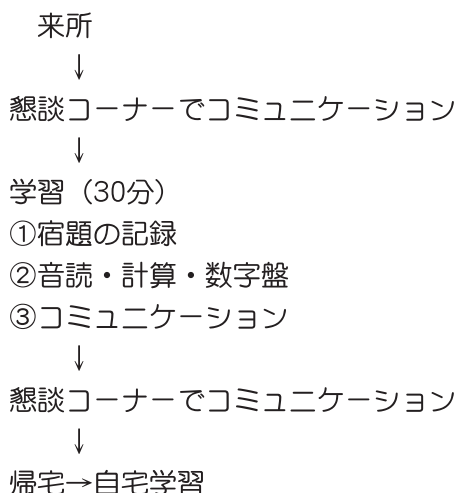 来所
↓
懇談コーナーでコミュニケーション
↓
学習（30分）
①宿題の記録
②音読・計算・数字盤
③コミュニケーション
↓
懇談コーナーでコミュニケーション
↓
帰宅→自宅学習